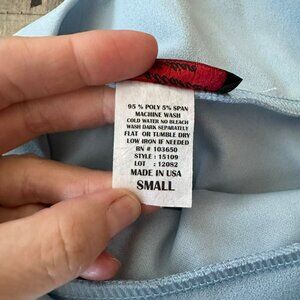 95 % POLY 5% SPAN
MACHINE WASH
COLD WATER NO BLEACH
WASH DARK SEPARATELY
FLAT OR TUMBLE DRY
LOW IRON IF NEEDED
RN # 103650
STYLE : 15109
LOT : 12082
MADE IN USA
SMALL